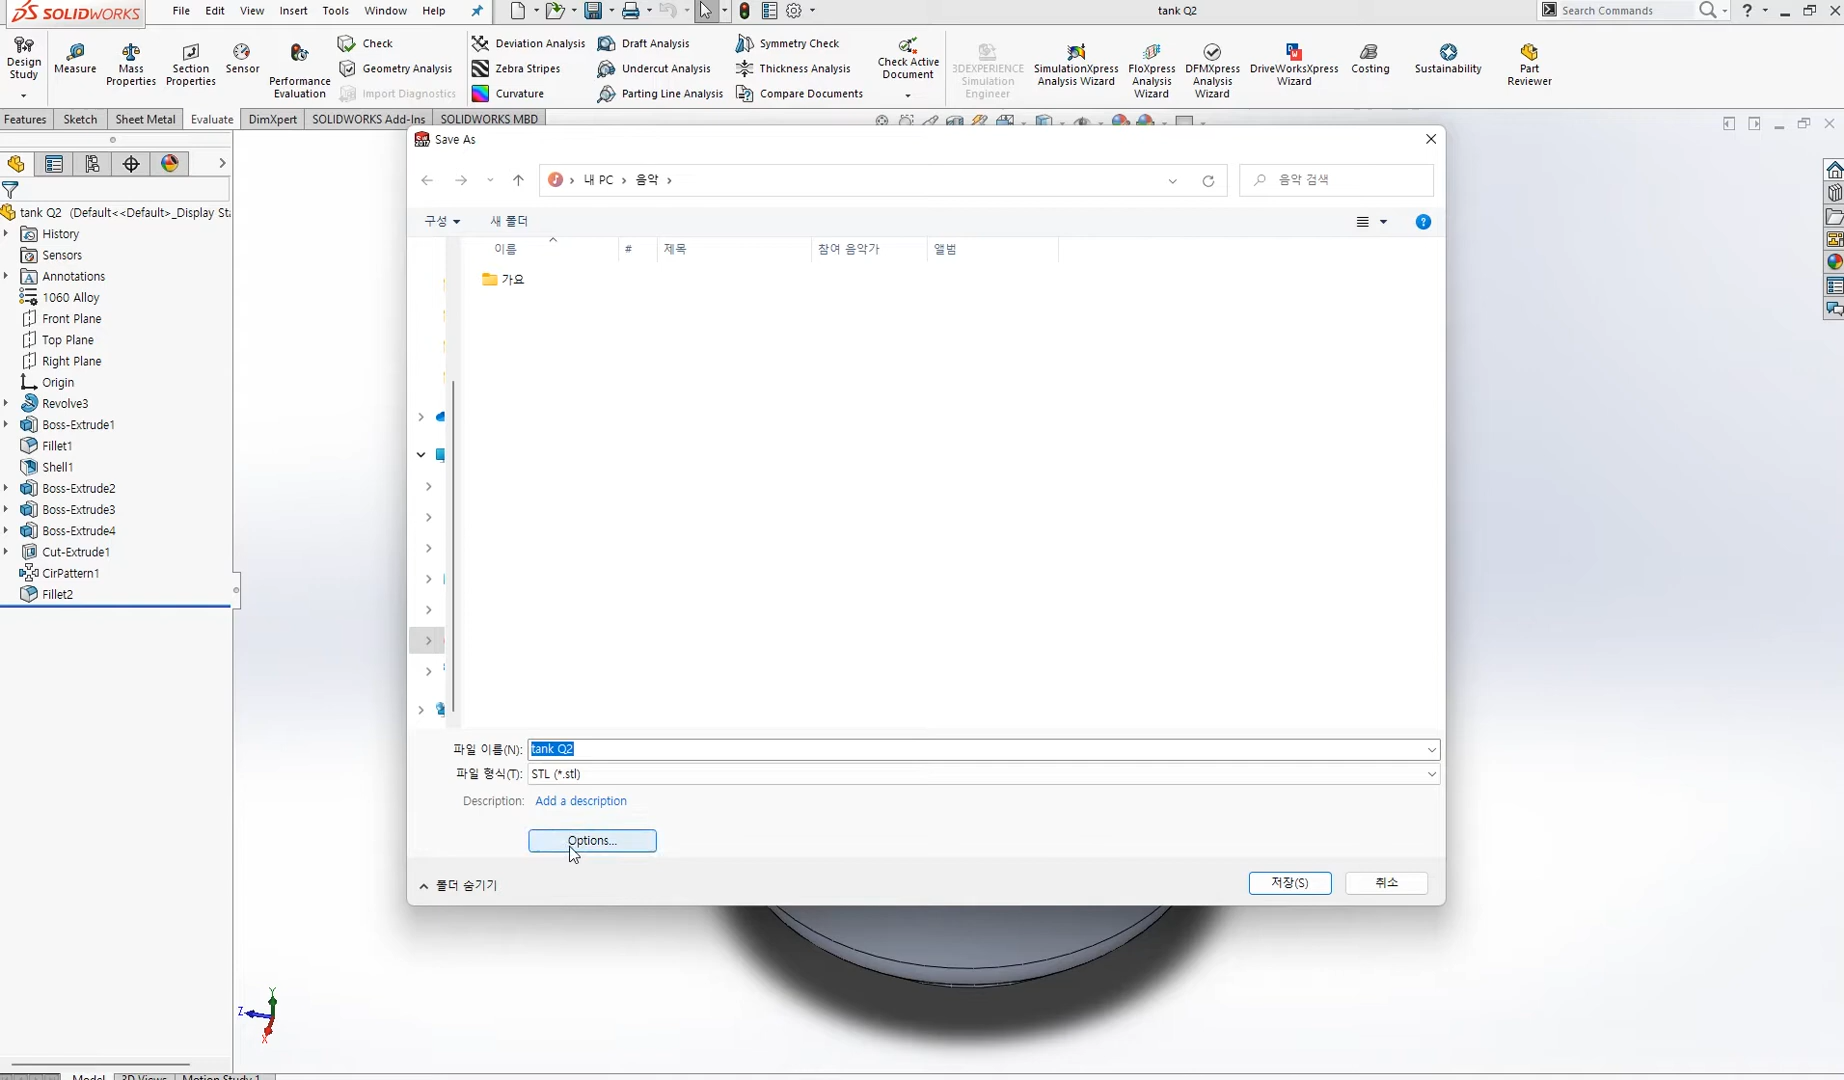 SOLIDWORKS
File Edit View Insert Tools Window Help
tank Q2
Search Commands
Design Study
Measure
Mass Properties
Section Properties
Sensor
Performance Evaluation
Check
Geometry Analysis
Import Diagnostics
Deviation Analysis
Zebra Stripes
Curvature
Draft Analysis
Undercut Analysis
Parting Line Analysis
Symmetry Check
Thickness Analysis
Compare Documents
Check Active Document
3DEXPERIENCE Simulation Engineer
SimulationXpress Analysis Wizard
FloXpress Analysis Wizard
DFMXpress Analysis Wizard
DriveWorksXpress Wizard
Costing
Sustainability
Part Reviewer
Features Sketch Sheet Metal Evaluate DimXpert SOLIDWORKS Add-Ins SOLIDWORKS MBD
tank Q2 (Default<<Default>_Display St
History
Sensors
Annotations
1060 Alloy
Front Plane
Top Plane
Right Plane
Origin
Revolve3
Boss-Extrude1
Fillet1
Shell1
Boss-Extrude2
Boss-Extrude3
Boss-Extrude4
Cut-Extrude1
CirPattern1
Fillet2
Save As
내 PC > 음악 >
음악 검색
구성
새 폴더
이름 # 제목 참여 음악가 앨범
가요
파일 이름(N): tank Q2
파일 형식(T): STL (*.stl)
Description: Add a description
Options...
폴더 숨기기
저장(S)
취소
Y
Z
X
Model 3D Views Motion Study 1